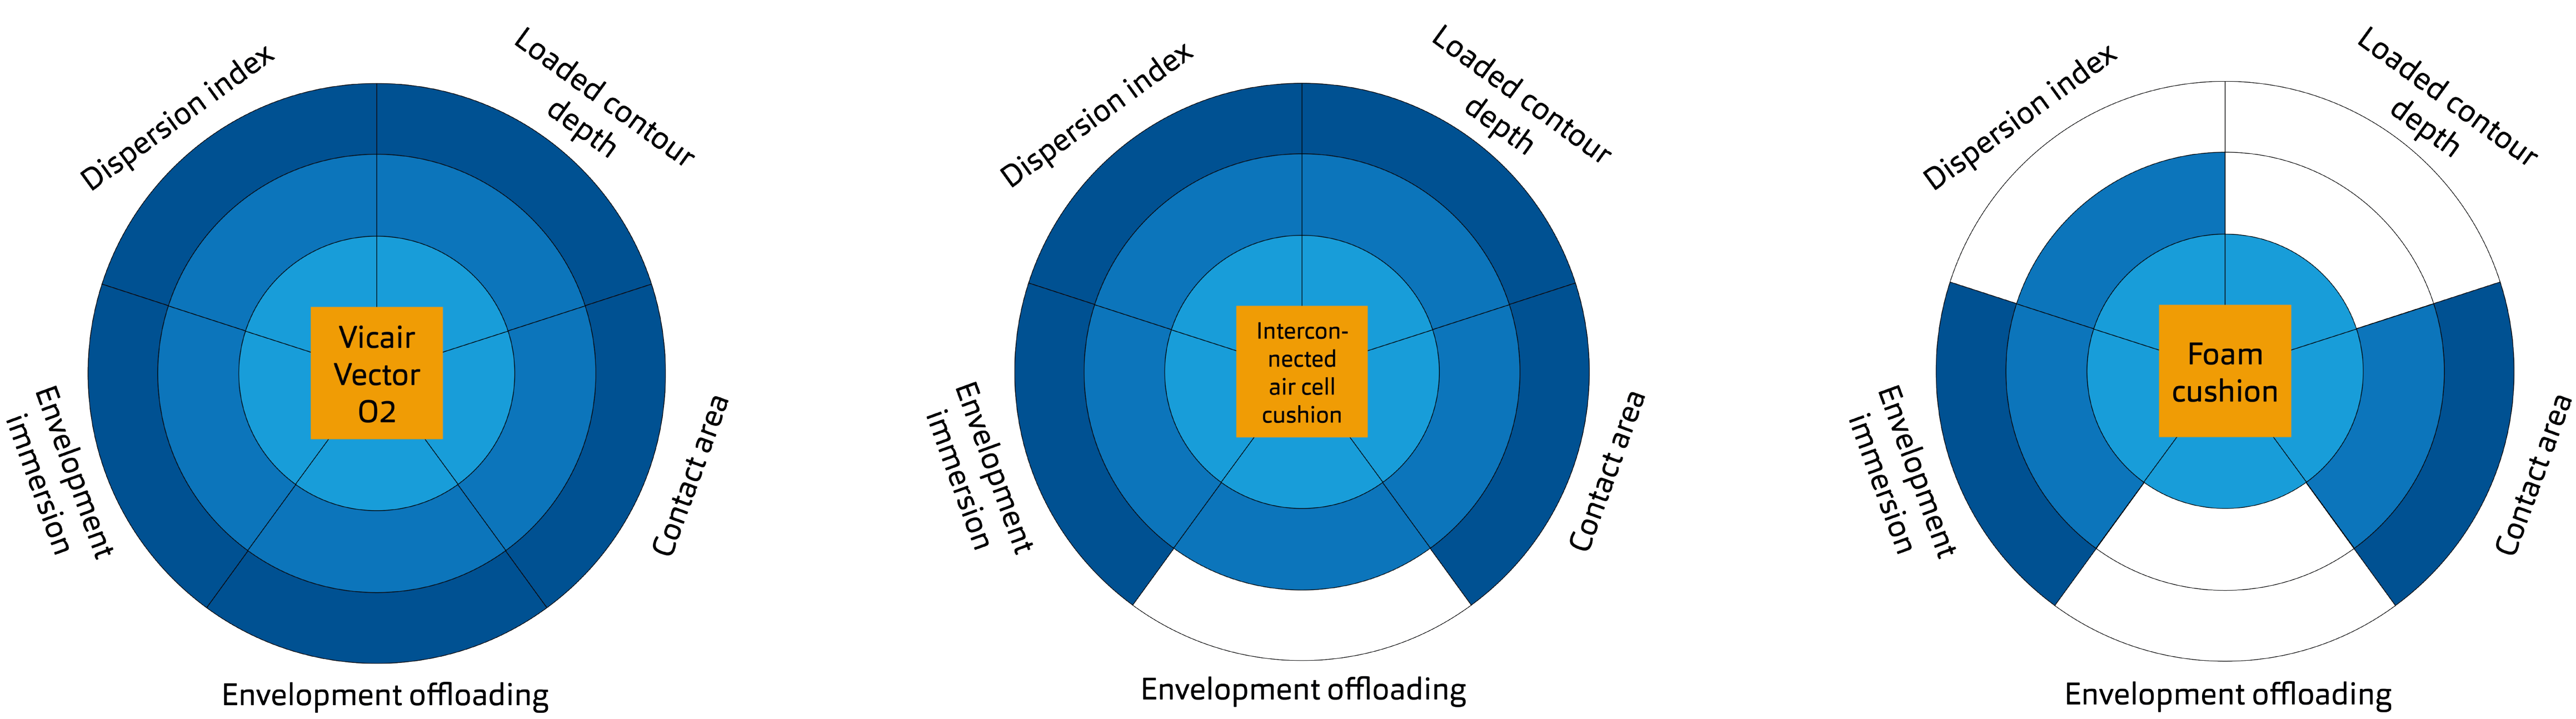 Dispersion index
Loaded contour
depth
Vicair
Vector
O2
Envelopment
immersion
Contact area
Envelopment offloading
Dispersion index
Loaded contour
depth
Intercon-
nected
air cell
cushion
Envelopment
immersion
Contact area
Envelopment offloading
Dispersion index
Loaded contour
depth
Foam
cushion
Envelopment
immersion
Contact area
Envelopment offloading